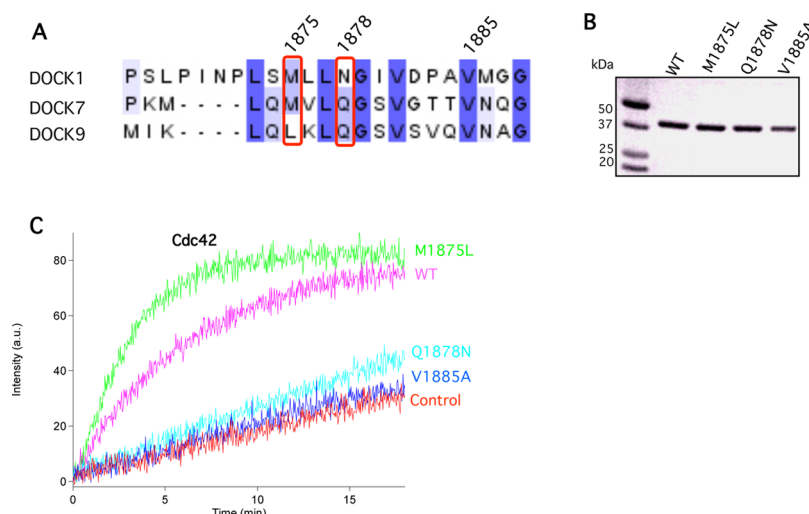 A
1875 1878 1885
DOCK1 PSLPINPLSMLLNGIVDPAVMGG
DOCK7 PKM----LQMVLQGSVGTTVNQG
DOCK9 MIK----LQLKLQGSVSVQVNAG
B
kDa WT M1875L Q1878N V1885A
50
37
25
20
C
Cdc42
M1875L
WT
Q1878N
V1885A
Control
Intensity (a.u.)
80
60
40
20
0
0 5 10 15
Time (min)